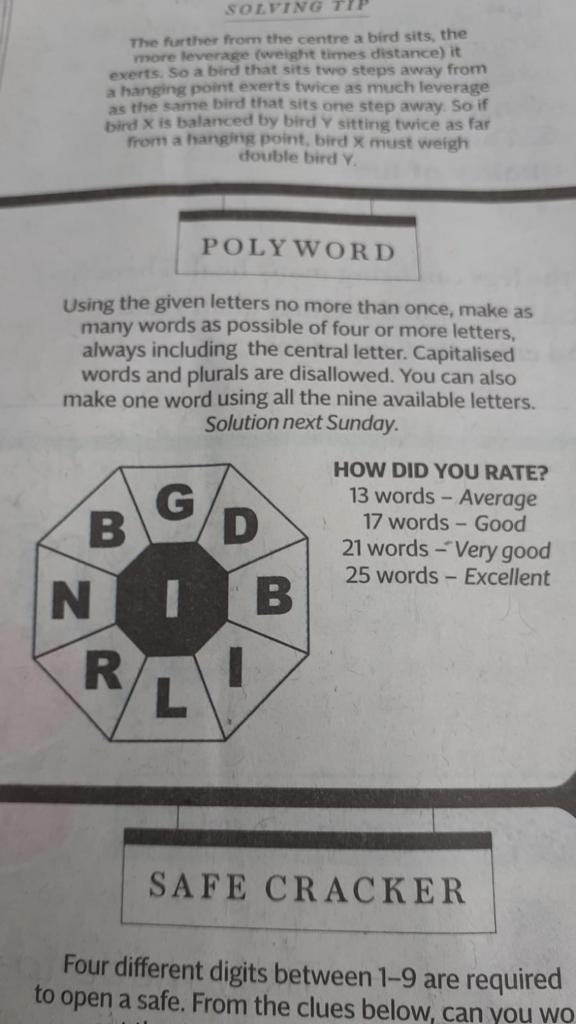 SOLVING TIP
The further from the centre a bird sits, the
more leverage (weight times distance) it
exerts. So a bird that sits two steps away from
a hanging point exerts twice as much leverage
as the same bird that sits one step away. So if
bird X is balanced by bird Y sitting twice as far
from a hanging point, bird X must weigh
double bird Y.
POLYWORD
Using the given letters no more than once, make as
many words as possible of four or more letters,
always including the central letter. Capitalised
words and plurals are disallowed. You can also
make one word using all the nine available letters.
Solution next Sunday.
HOW DID YOU RATE?
13 words – Average
17 words – Good
21 words – Very good
25 words – Excellent
G
B D
N I B
R I
L
SAFE CRACKER
Four different digits between 1–9 are required
to open a safe. From the clues below, can you wo